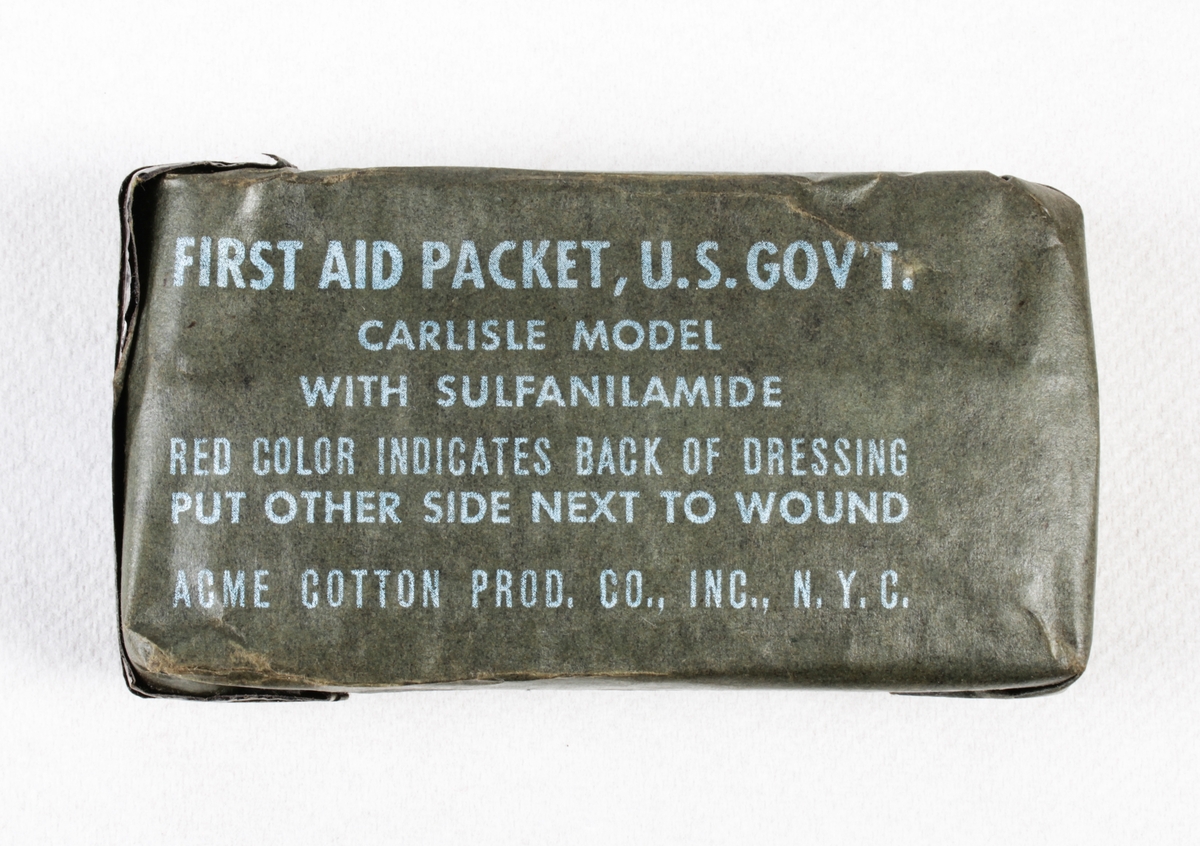 FIRST AID PACKET, U.S. GOV'T.
CARLISLE MODEL
WITH SULFANILAMIDE
RED COLOR INDICATES BACK OF DRESSING
PUT OTHER SIDE NEXT TO WOUND
ACME COTTON PROD. CO., INC., N. Y. C.